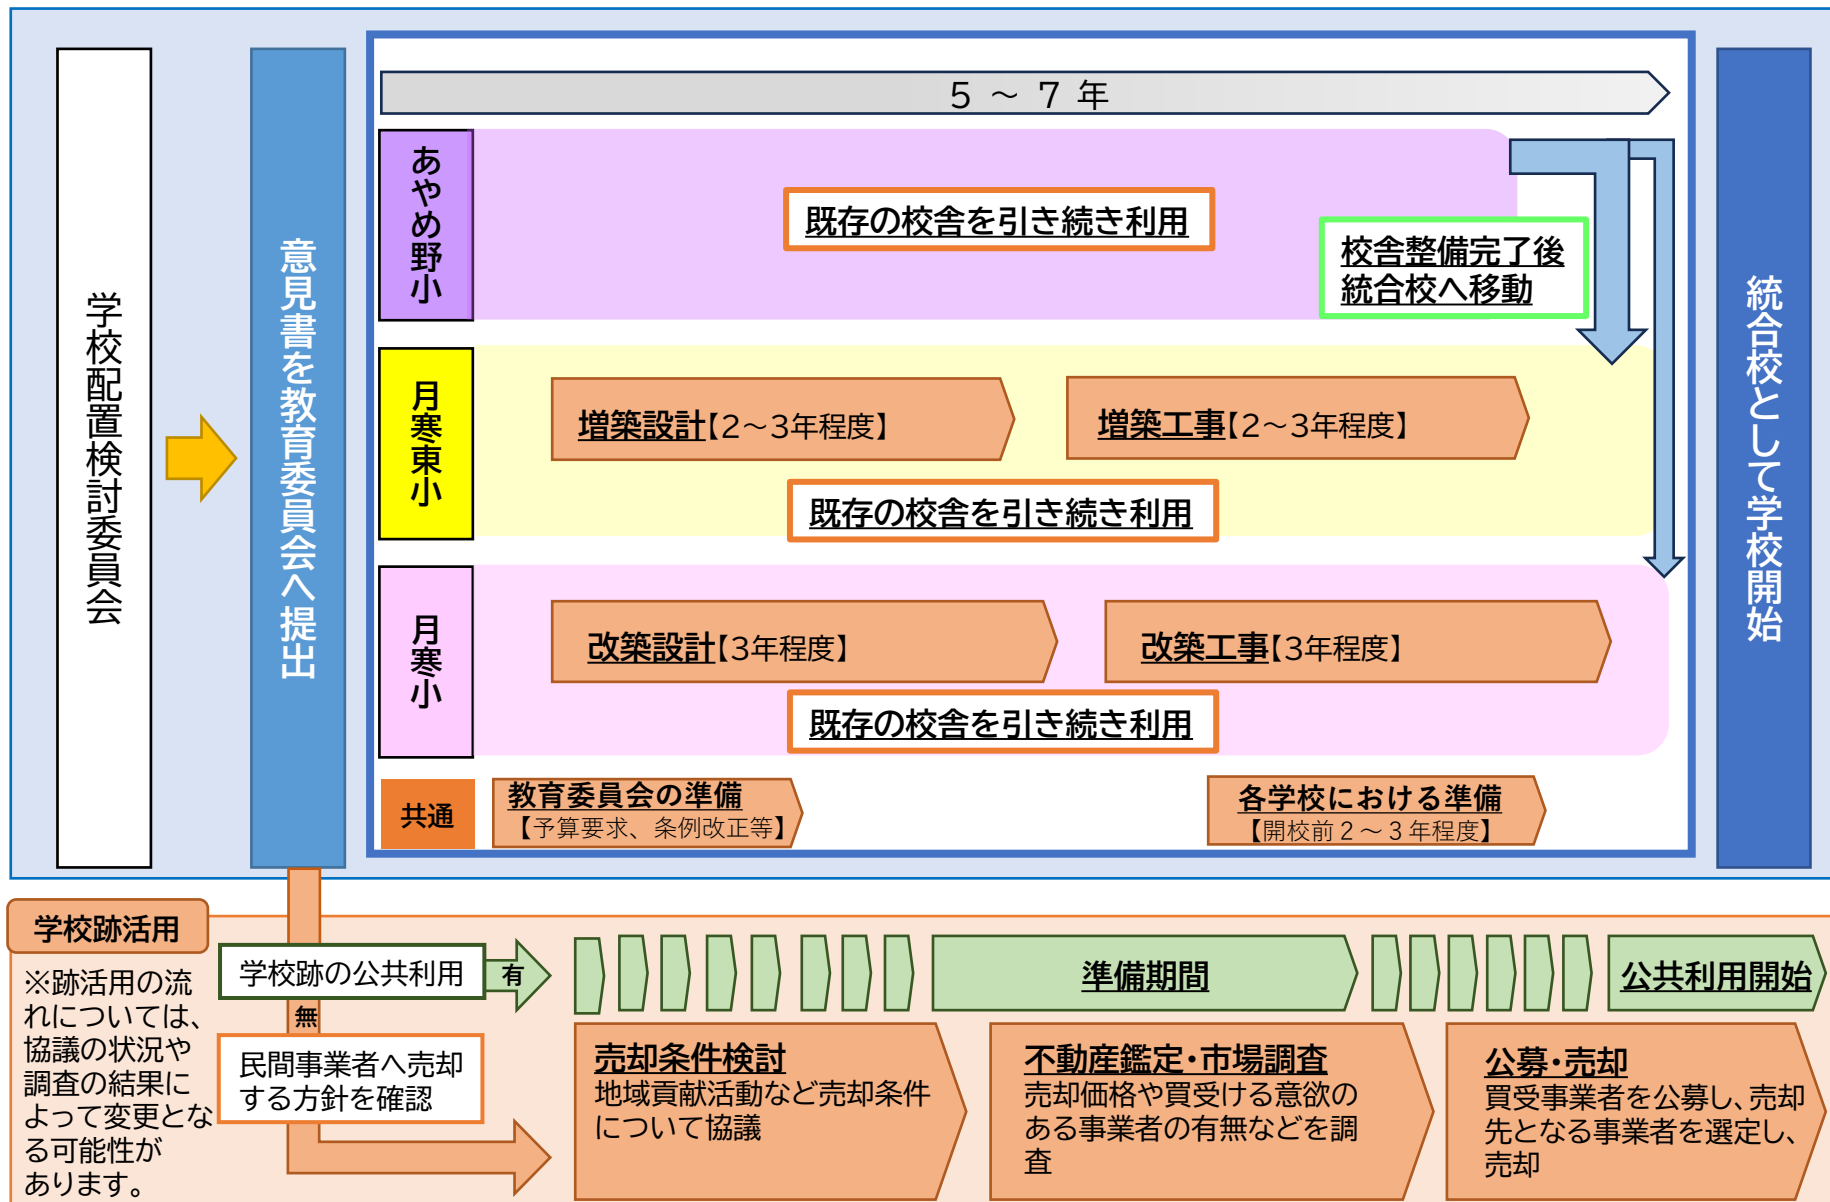 学校配置検討委員会
意見書を教育委員会へ提出
5 ～ 7 年
あやめ野小
既存の校舎を引き続き利用
校舎整備完了後
統合校へ移動
月寒東小
増築設計【2～3年程度】
増築工事【2～3年程度】
既存の校舎を引き続き利用
月寒小
改築設計【3年程度】
改築工事【3年程度】
既存の校舎を引き続き利用
共通
教育委員会の準備
【予算要求、条例改正等】
各学校における準備
【開校前２～３年程度】
統合校として学校開始
学校跡活用
※跡活用の流
れについては、
協議の状況や
調査の結果に
よって変更とな
る可能性が
あります。
学校跡の公共利用
有
準備期間
公共利用開始
無
民間事業者へ売却
する方針を確認
売却条件検討
地域貢献活動など売却条件
について協議
不動産鑑定・市場調査
売却価格や買受ける意欲の
ある事業者の有無などを調
査
公募・売却
買受事業者を公募し、売却
先となる事業者を選定し、
売却